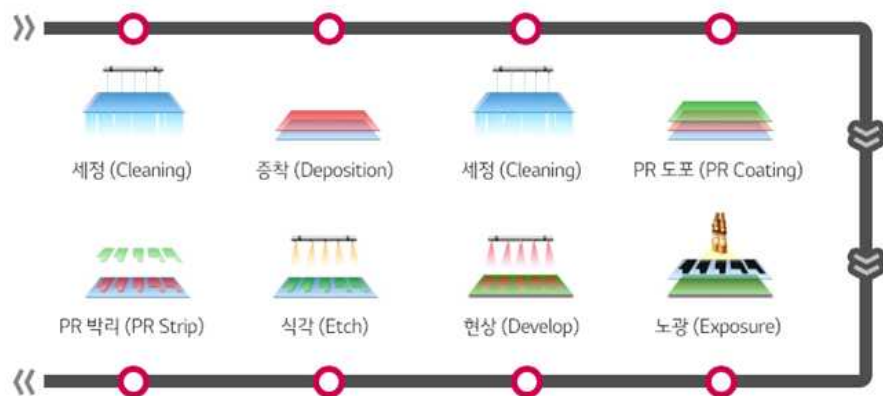 세정 (Cleaning)
증착 (Deposition)
세정 (Cleaning)
PR 도포 (PR Coating)
PR 박리 (PR Strip)
식각 (Etch)
현상 (Develop)
노광 (Exposure)